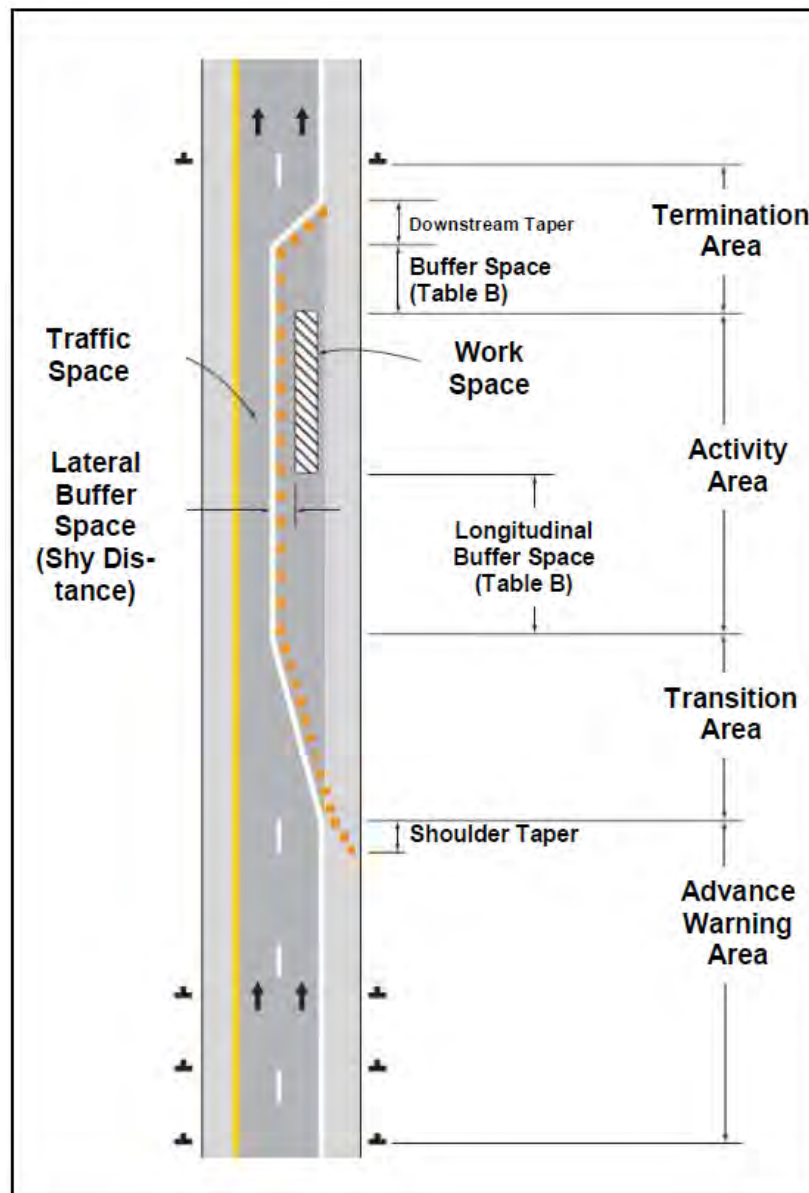 Termination
Area
Downstream Taper
Buffer Space
(Table B)
Traffic
Space
Work
Space
Activity
Area
Lateral
Buffer
Space
(Shy Dis-
tance)
Longitudinal
Buffer Space
(Table B)
Transition
Area
Shoulder Taper
Advance
Warning
Area